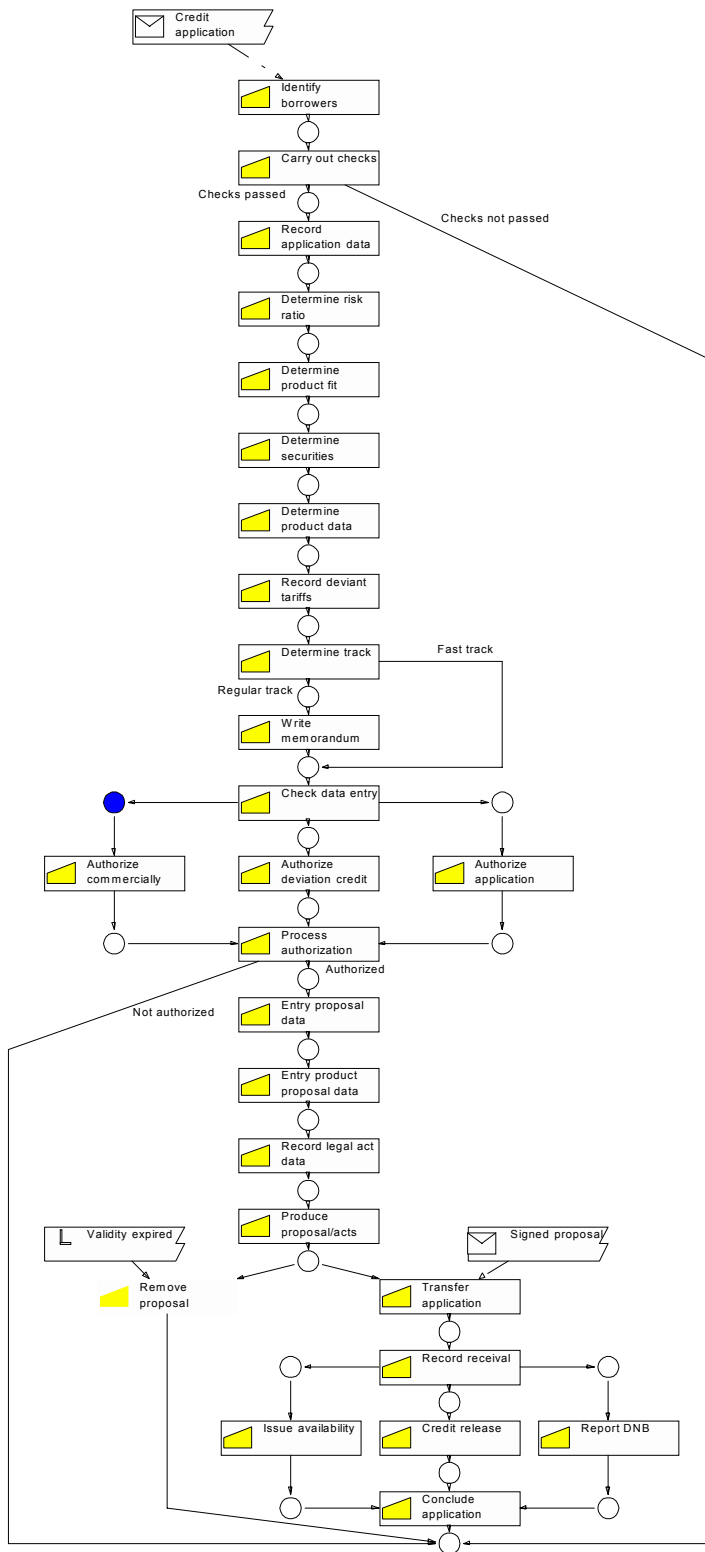 Credit
application
Identify
borrowers
Carry out checks
Checks passed
Checks not passed
Record
application data
Determine risk
ratio
Determine
product fit
Determine
securities
Determine
product data
Record deviant
tariffs
Determine track
Fast track
Regular track
Write
memorandum
Check data entry
Authorize
commercially
Authorize
deviation credit
Authorize
application
Process
authorization
Authorized
Not authorized
Entry proposal
data
Entry product
proposal data
Record legal act
data
Produce
proposal/acts
Validity expired
Signed proposal
Remove
proposal
Transfer
application
Record receival
Issue availability
Credit release
Report DNB
Conclude
application